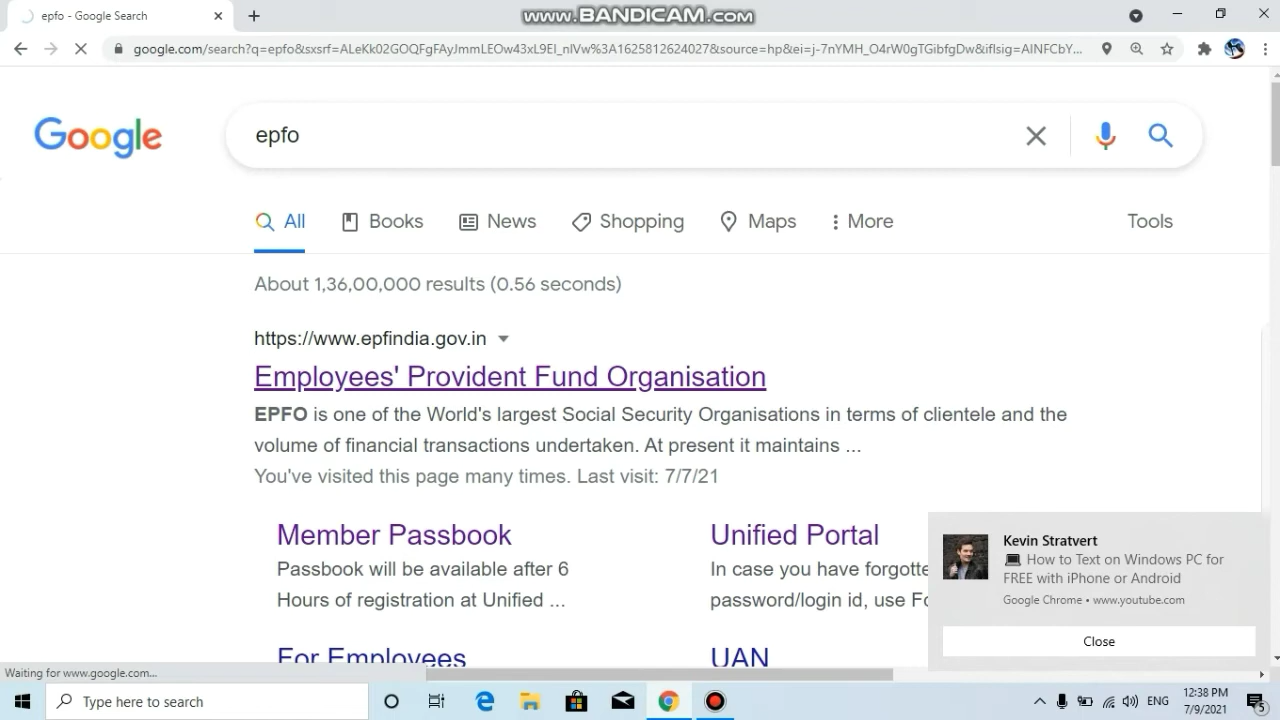 epfo - Google Search
www.BANDICAM.com
google.com/search?q=epfo&sxsrf=ALeKk02GOQFgFAyJmmLEOw43xL9EI_nIVw%3A1625812624027&source=hp&ei=j-7nYMH_O4rW0gTGibfgDw&iflsig=AINFCbY...
Google
epfo
All Books News Shopping Maps More Tools
About 1,36,00,000 results (0.56 seconds)
https://www.epfindia.gov.in
Employees' Provident Fund Organisation
EPFO is one of the World's largest Social Security Organisations in terms of clientele and the
volume of financial transactions undertaken. At present it maintains ...
You've visited this page many times. Last visit: 7/7/21
Member Passbook
Passbook will be available after 6
Hours of registration at Unified ...
Unified Portal
In case you have forgotte
password/login id, use Fo
For Employees
UAN
Kevin Stratvert
How to Text on Windows PC for
FREE with iPhone or Android
Google Chrome • www.youtube.com
Close
Waiting for www.google.com...
Type here to search
ENG
12:38 PM
7/9/2021
5